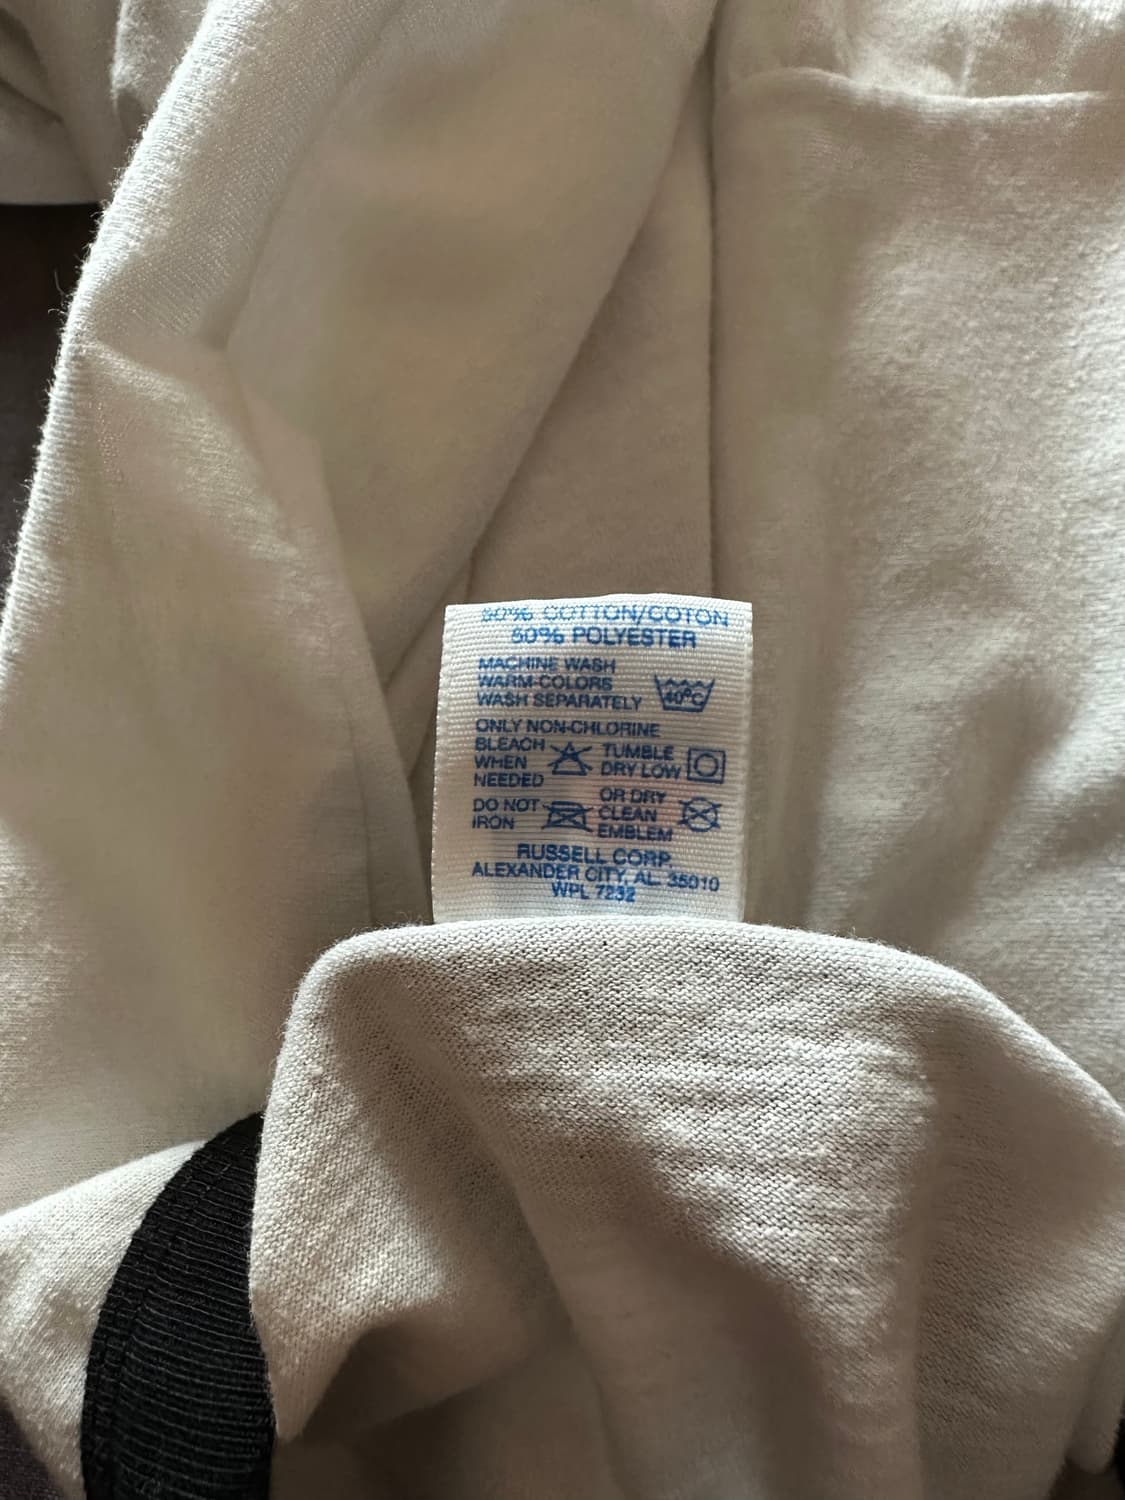 50% COTTON/COTON
50% POLYESTER
MACHINE WASH
WARM-COLORS
WASH SEPARATELY
40°C
ONLY NON-CHLORINE
BLEACH
WHEN
NEEDED
TUMBLE
DRY LOW
DO NOT
IRON
OR DRY
CLEAN
EMBLEM
RUSSELL CORP.
ALEXANDER CITY, AL. 35010
WPL 7232